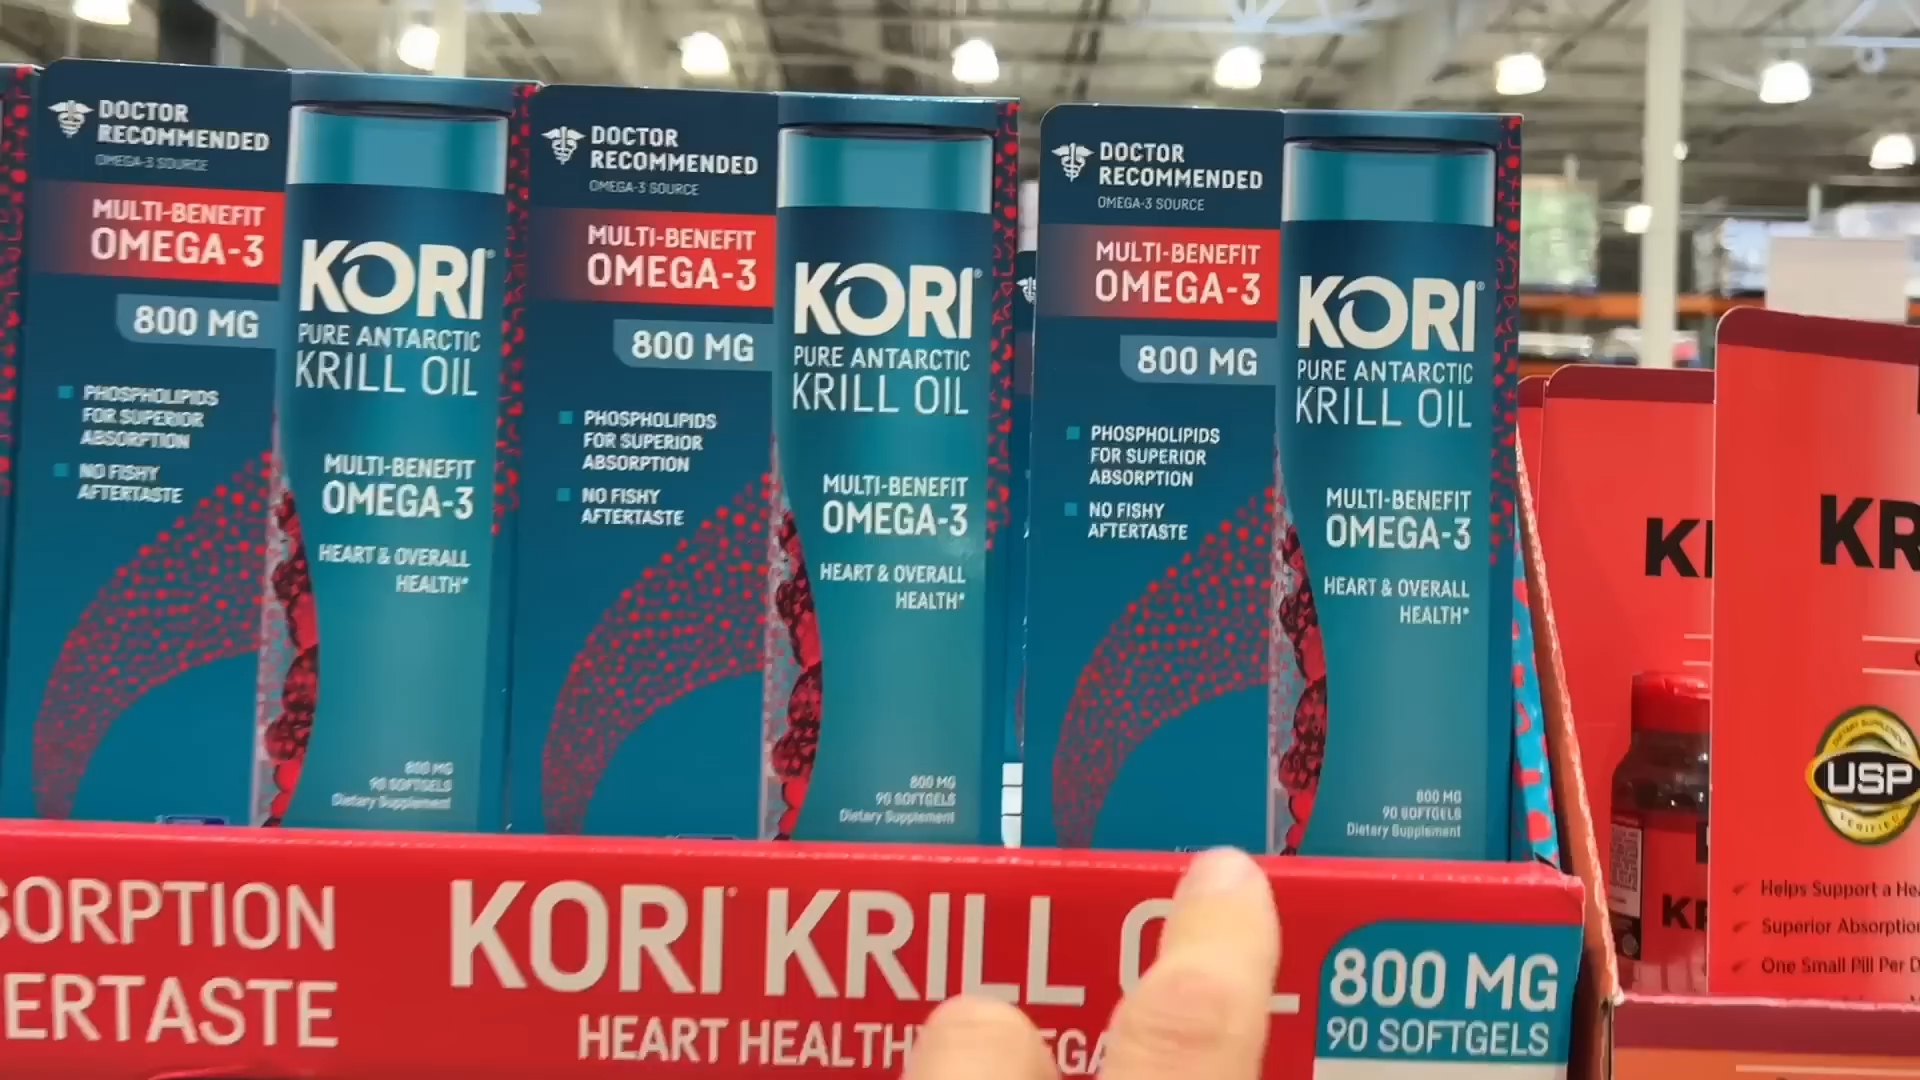 DOCTOR
RECOMMENDED
OMEGA-3 SOURCE
MULTI-BENEFIT
OMEGA-3
800 MG
PHOSPHOLIPIDS
FOR SUPERIOR
ABSORPTION
NO FISHY
AFTERTASTE
KORI®
PURE ANTARCTIC
KRILL OIL
MULTI-BENEFIT
OMEGA-3
HEART & OVERALL
HEALTH*
800 MG
90 SOFTGELS
Dietary Supplement
DOCTOR
RECOMMENDED
OMEGA-3 SOURCE
MULTI-BENEFIT
OMEGA-3
800 MG
PHOSPHOLIPIDS
FOR SUPERIOR
ABSORPTION
NO FISHY
AFTERTASTE
KORI®
PURE ANTARCTIC
KRILL OIL
MULTI-BENEFIT
OMEGA-3
HEART & OVERALL
HEALTH*
800 MG
90 SOFTGELS
Dietary Supplement
DOCTOR
RECOMMENDED
OMEGA-3 SOURCE
MULTI-BENEFIT
OMEGA-3
800 MG
PHOSPHOLIPIDS
FOR SUPERIOR
ABSORPTION
NO FISHY
AFTERTASTE
KORI®
PURE ANTARCTIC
KRILL OIL
MULTI-BENEFIT
OMEGA-3
HEART & OVERALL
HEALTH*
800 MG
90 SOFTGELS
Dietary Supplement
KR
USP
VERIFIED
Helps Support a
Superior
One Small Pill Per
SORPTION
ERTASTE
KORI® KRILL
HEART HEALTH
800 MG
90 SOFTGELS